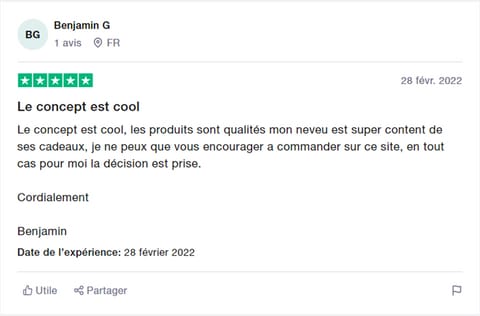 BG
Benjamin G
1 avis FR
28 févr. 2022
Le concept est cool
Le concept est cool, les produits sont qualités mon neveu est super content de
ses cadeaux, je ne peux que vous encourager a commander sur ce site, en tout
cas pour moi la décision est prise.
Cordialement
Benjamin
Date de l'expérience: 28 février 2022
Utile Partager